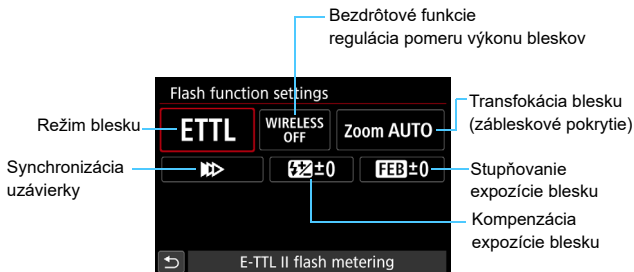 Bezdrôtové funkcie
regulácia pomeru výkonu bleskov
Flash function settings
Režim blesku
ETTL
WIRELESS
OFF
Zoom AUTO
Transfokácia blesku
(zábleskové pokrytie)
Synchronizácia
uzávierky
±0
FEB±0
Stupňovanie
expozície blesku
Kompenzácia
expozície blesku
E-TTL II flash metering